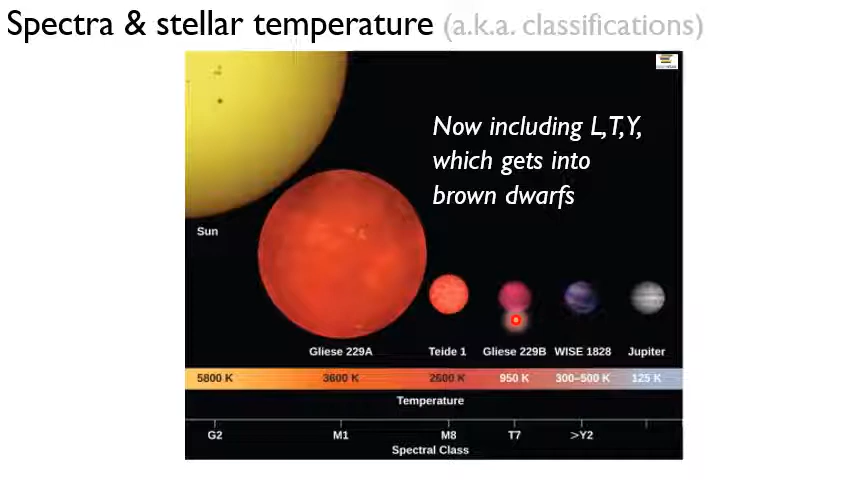 Spectra & stellar temperature (a.k.a. classifications)
Now including L,T,Y,
which gets into
brown dwarfs
Sun
Gliese 229A Teide 1 Gliese 229B WISE 1828 Jupiter
5800 K 3600 K 2600 K 950 K 300–500 K 125 K
Temperature
G2 M1 M8 T7 >Y2
Spectral Class